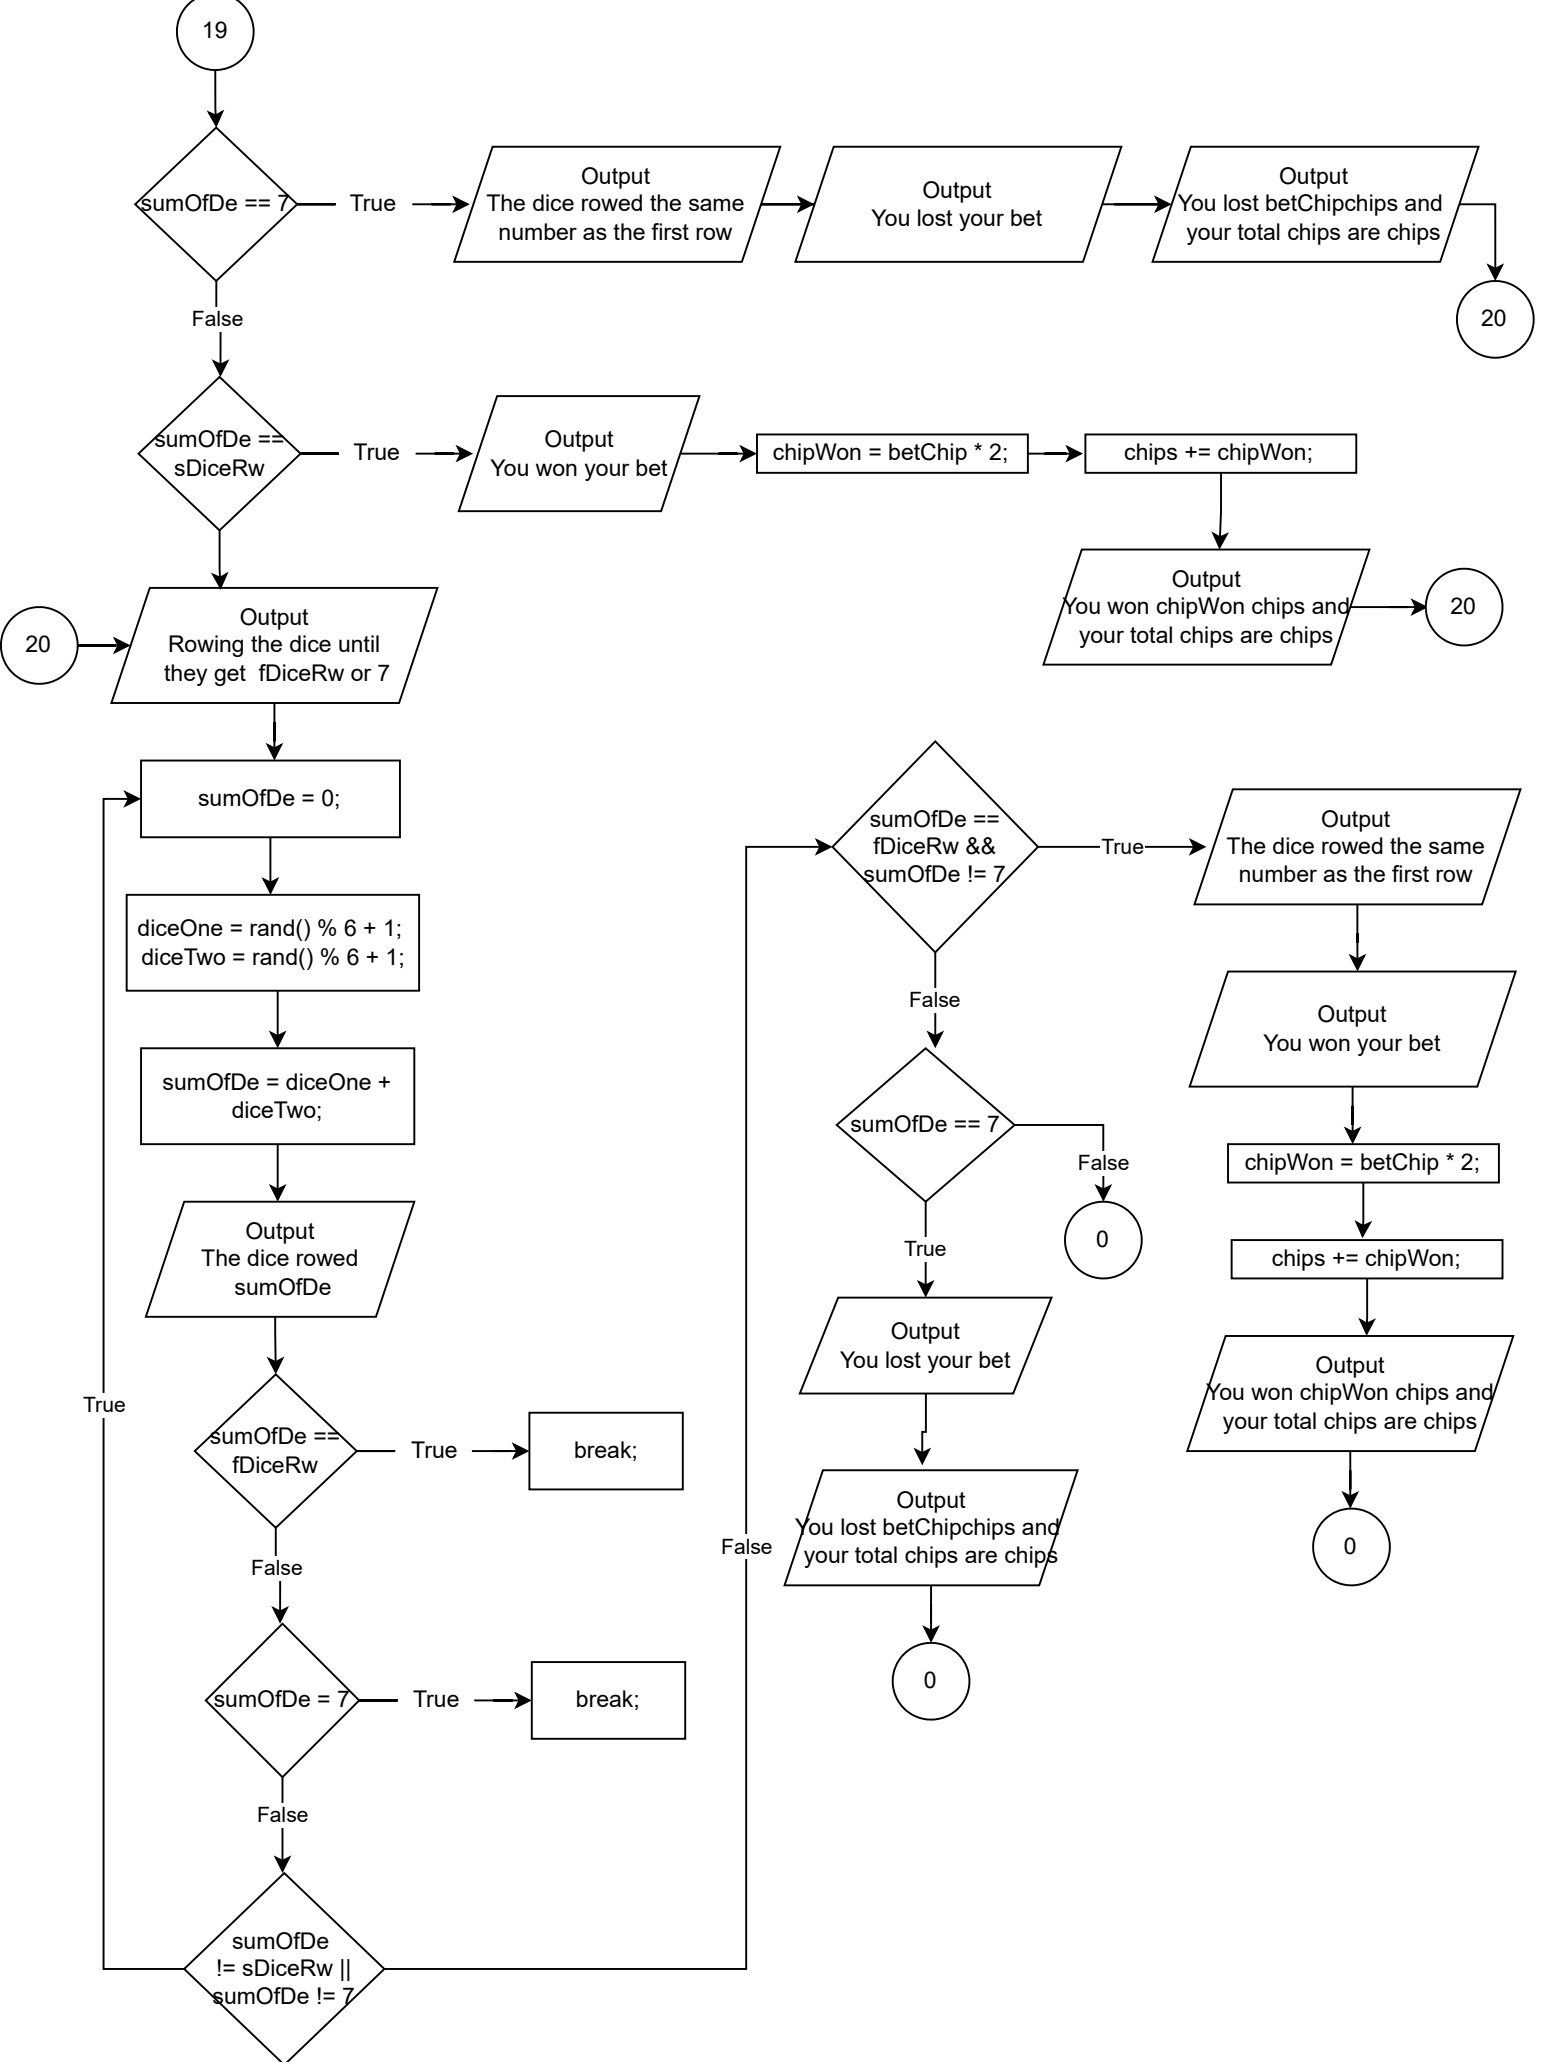 19
sumOfDe == 7
True
Output
The dice rowed the same
number as the first row
Output
You lost your bet
Output
You lost betChipchips and
your total chips are chips
20
False
sumOfDe ==
sDiceRw
True
Output
You won your bet
chipWon = betChip * 2;
chips += chipWon;
Output
You won chipWon chips and
your total chips are chips
20
20
Output
Rowing the dice until
they get  fDiceRw or 7
sumOfDe = 0;
diceOne = rand() % 6 + 1;
diceTwo = rand() % 6 + 1;
sumOfDe = diceOne +
diceTwo;
Output
The dice rowed
sumOfDe
True
sumOfDe ==
fDiceRw
True
break;
False
sumOfDe = 7
True
break;
False
sumOfDe
!= sDiceRw ||
sumOfDe != 7
False
sumOfDe ==
fDiceRw &&
sumOfDe != 7
True
Output
The dice rowed the same
number as the first row
Output
You won your bet
chipWon = betChip * 2;
chips += chipWon;
Output
You won chipWon chips and
your total chips are chips
0
False
sumOfDe == 7
False
0
True
Output
You lost your bet
Output
You lost betChipchips and
your total chips are chips
0